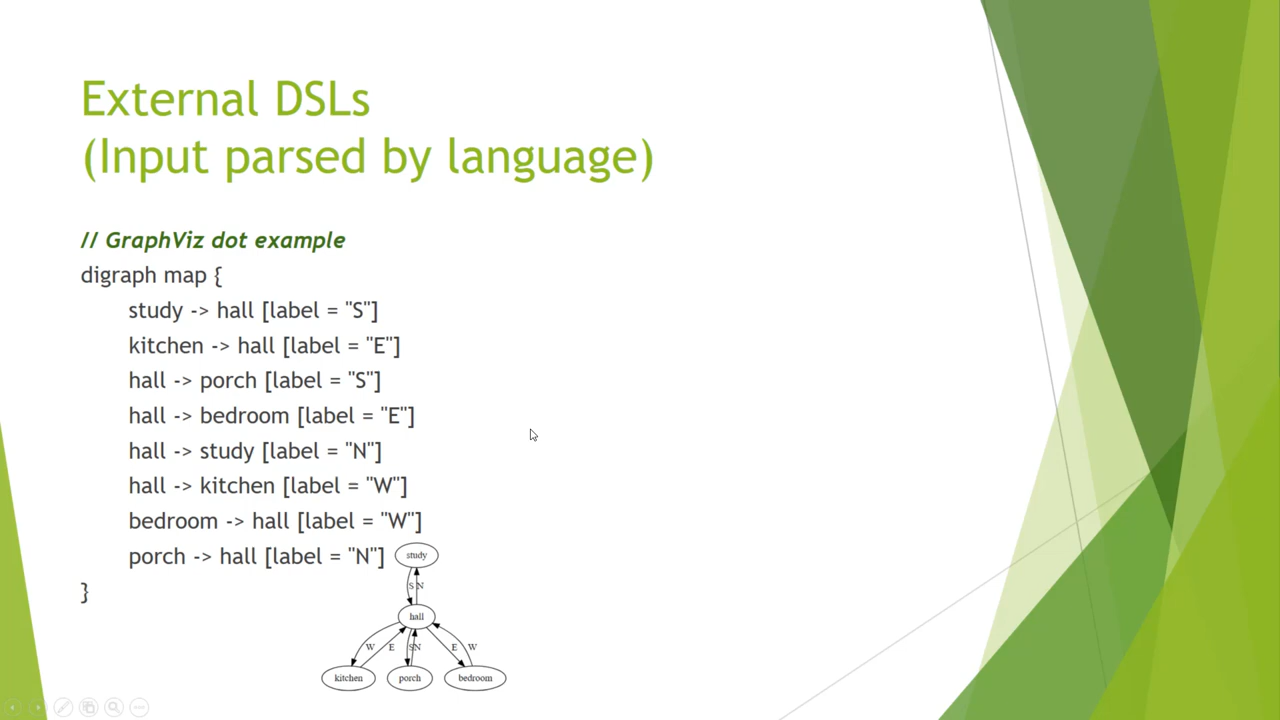 External DSLs
(Input parsed by language)
// GraphViz dot example
digraph map {
study -> hall [label = "S"]
kitchen -> hall [label = "E"]
hall -> porch [label = "S"]
hall -> bedroom [label = "E"]
hall -> study [label = "N"]
hall -> kitchen [label = "W"]
bedroom -> hall [label = "W"]
porch -> hall [label = "N"]
}
study
S N
hall
W E S N E W
kitchen porch bedroom